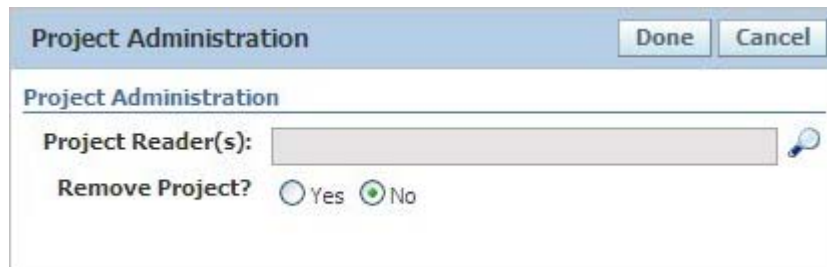 Project Administration Done Cancel
Project Administration
Project Reader(s):
Remove Project? Yes No